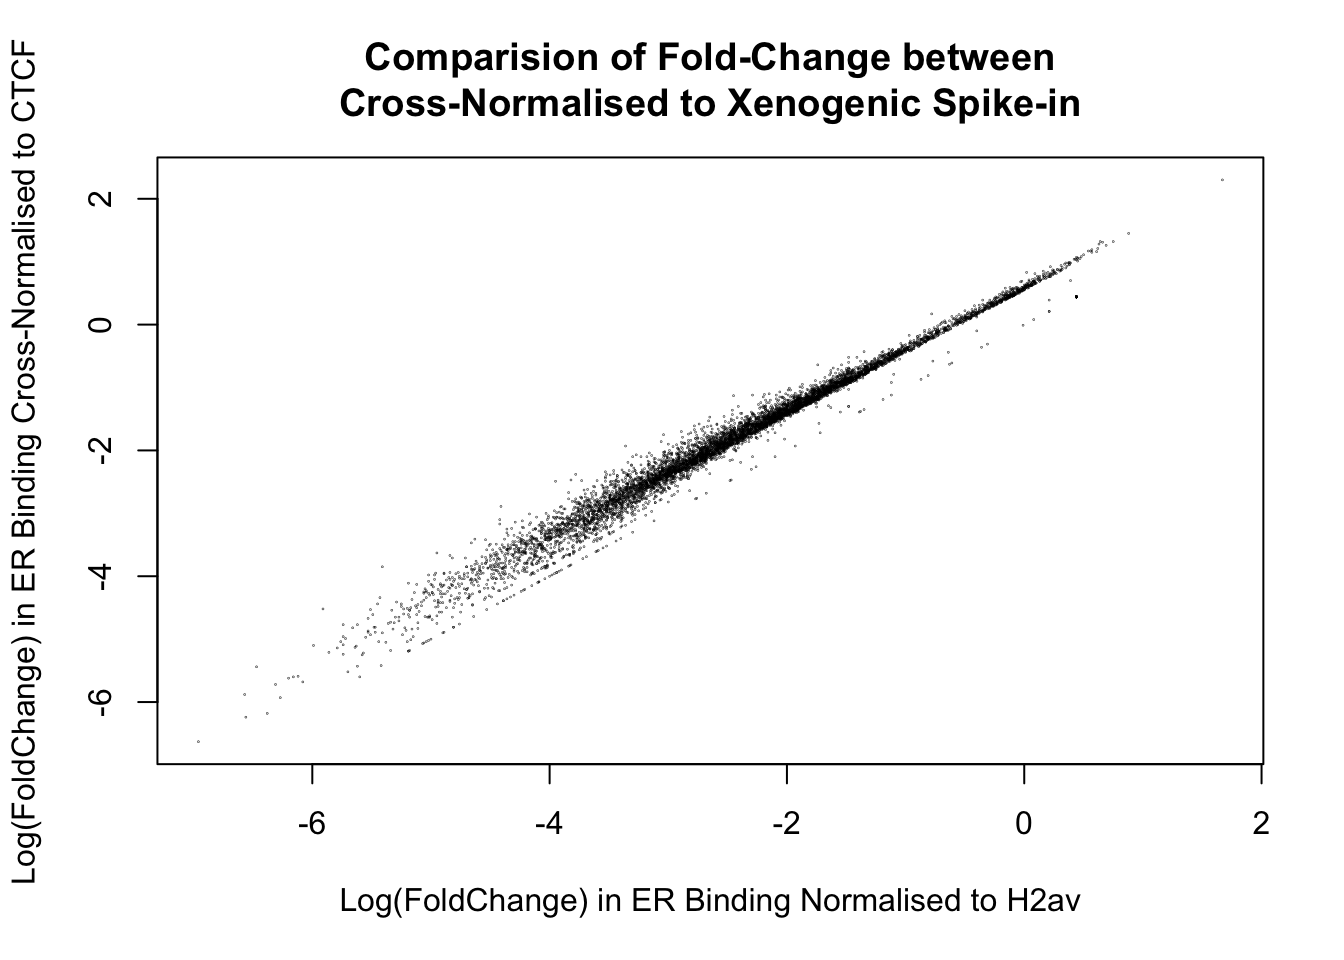 Comparision of Fold-Change between
Cross-Normalised to Xenogenic Spike-in
Log(FoldChange) in ER Binding Cross-Normalised to CTCF
2
0
-2
-4
-6
-6
-4
-2
0
2
Log(FoldChange) in ER Binding Normalised to H2av